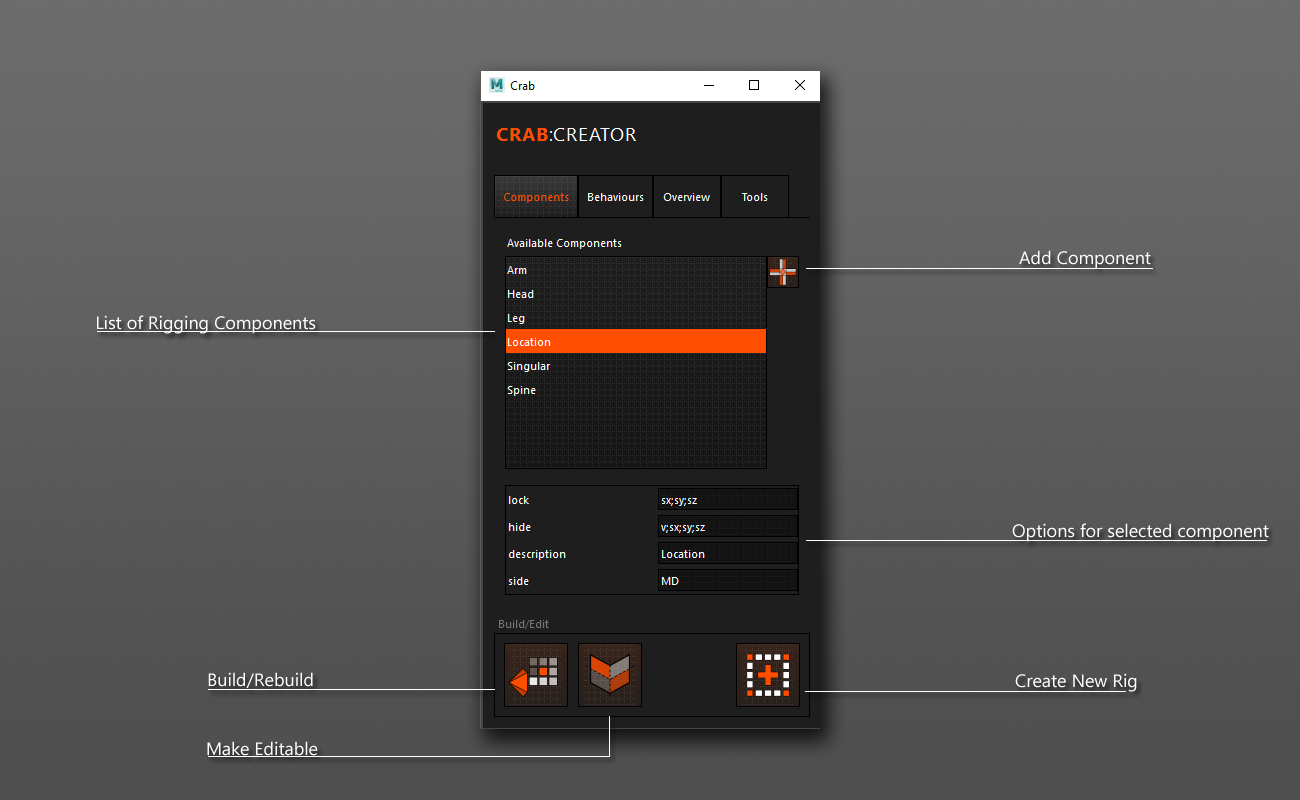 Crab
CRAB:CREATOR
Components Behaviours Overview Tools
Available Components
Arm
Head
Leg
Location
Singular
Spine
Add Component
List of Rigging Components
lock sx;sy;sz
hide v;sx;sy;sz
description Location
side MD
Options for selected component
Build/Edit
Build/Rebuild
Make Editable
Create New Rig